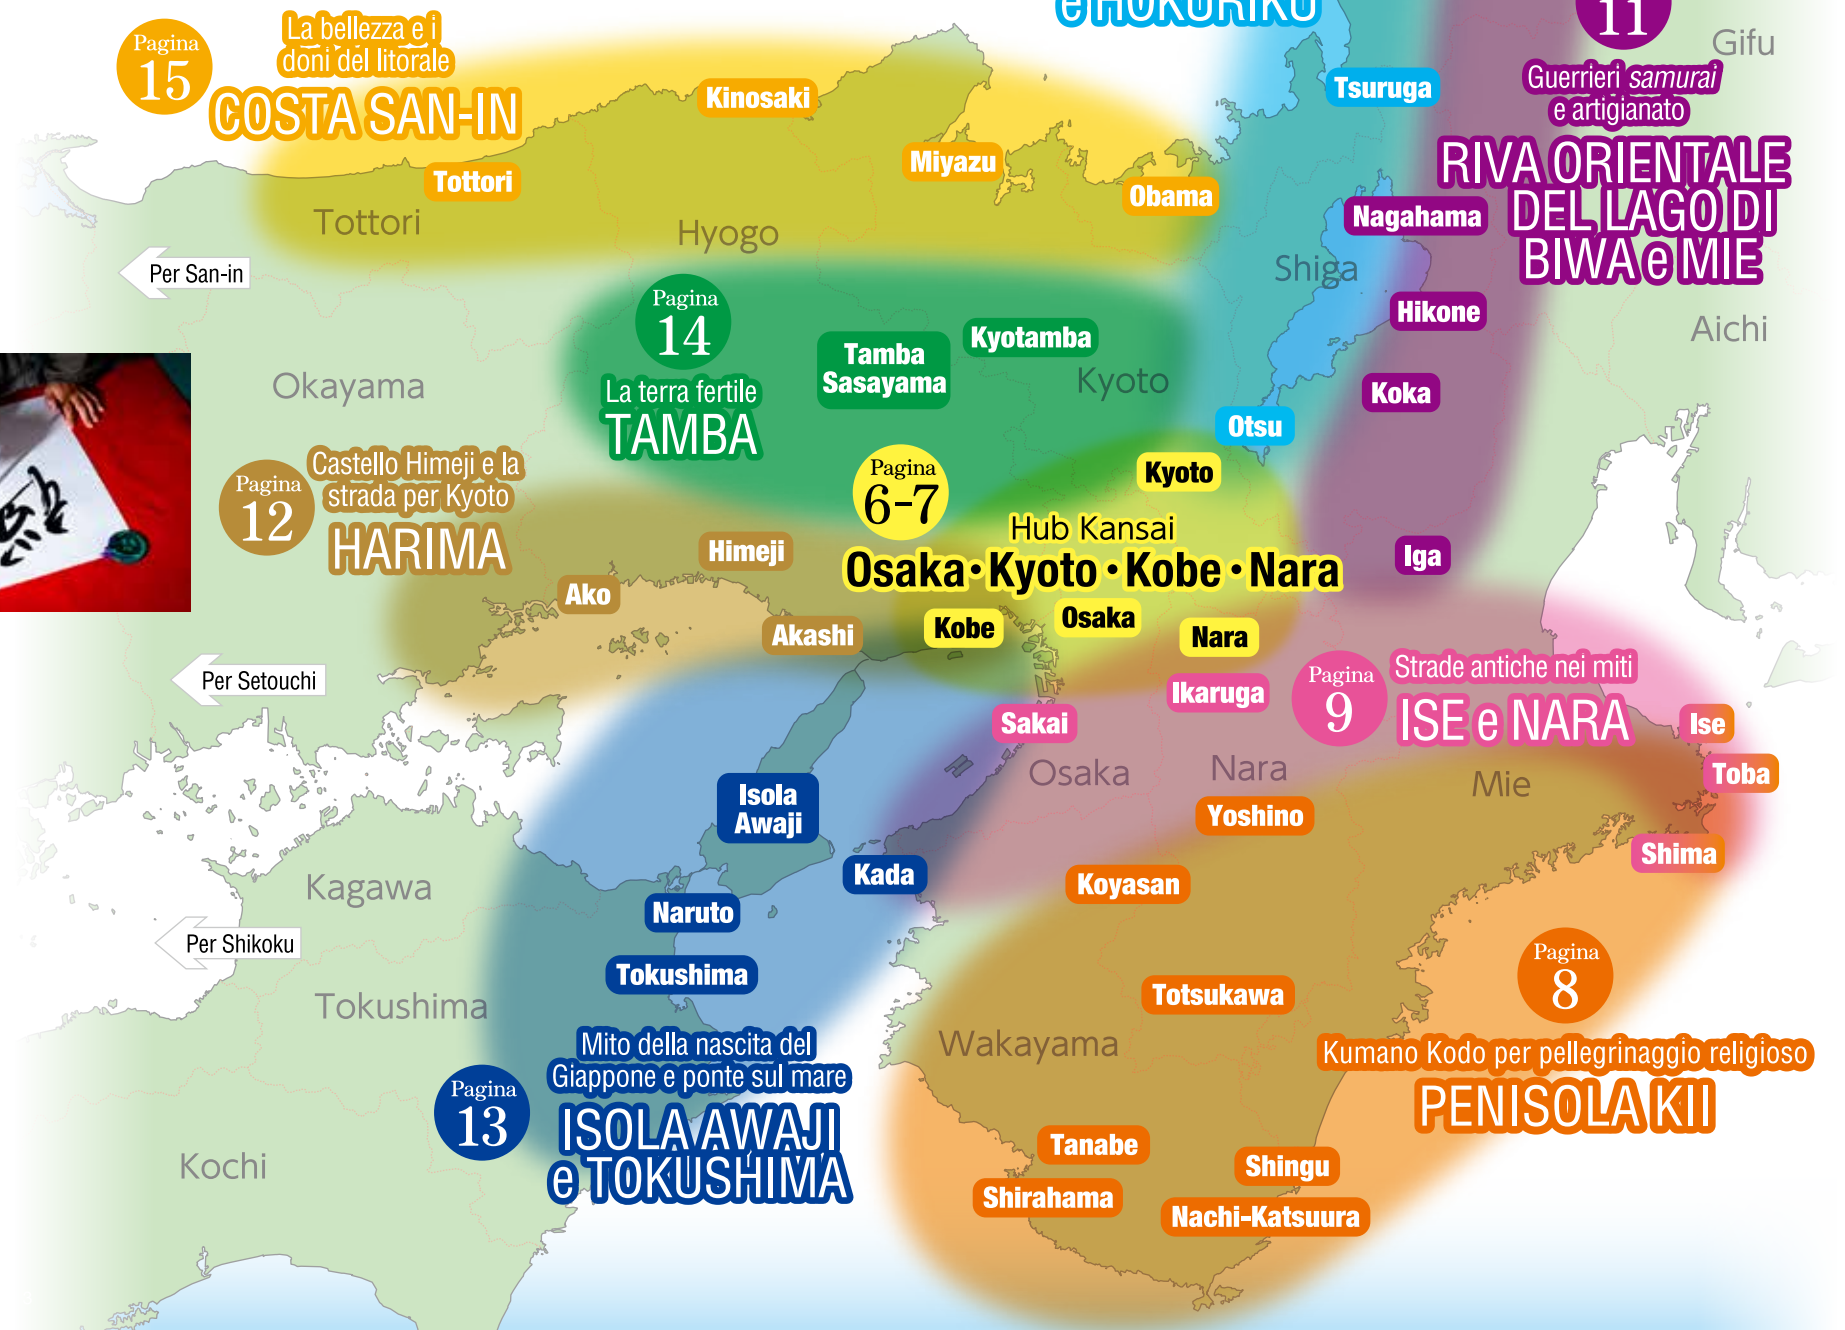 e HOKURIKU
Pagina
11
Gifu
Guerrieri samurai
e artigianato
RIVA ORIENTALE
DEL LAGO DI
BIWA e MIE
Pagina
15
La bellezza e i
doni del litorale
COSTA SAN-IN
Kinosaki
Tsuruga
Miyazu
Tottori
Obama
Tottori
Hyogo
Nagahama
Shiga
Per San-in
Hikone
Aichi
Pagina
14
La terra fertile
TAMBA
Tamba
Sasayama
Kyotamba
Kyoto
Okayama
Koka
Otsu
Pagina
12
Castello Himeji e la
strada per Kyoto
HARIMA
Pagina
6-7
Kyoto
Hub Kansai
Osaka・Kyoto・Kobe・Nara
Himeji
Iga
Ako
Akashi
Kobe
Osaka
Nara
Per Setouchi
Ikaruga
Pagina
9
Strade antiche nei miti
ISE e NARA
Sakai
Ise
Osaka
Nara
Mie
Toba
Isola
Awaji
Yoshino
Shima
Kada
Koyasan
Kagawa
Naruto
Per Shikoku
Tokushima
Totsukawa
Pagina
8
Kumano Kodo per pellegrinaggio religioso
PENISOLA KII
Tokushima
Wakayama
Pagina
13
Mito della nascita del
Giappone e ponte sul mare
ISOLA AWAJI
e TOKUSHIMA
Kochi
Tanabe
Shingu
Shirahama
Nachi-Katsuura